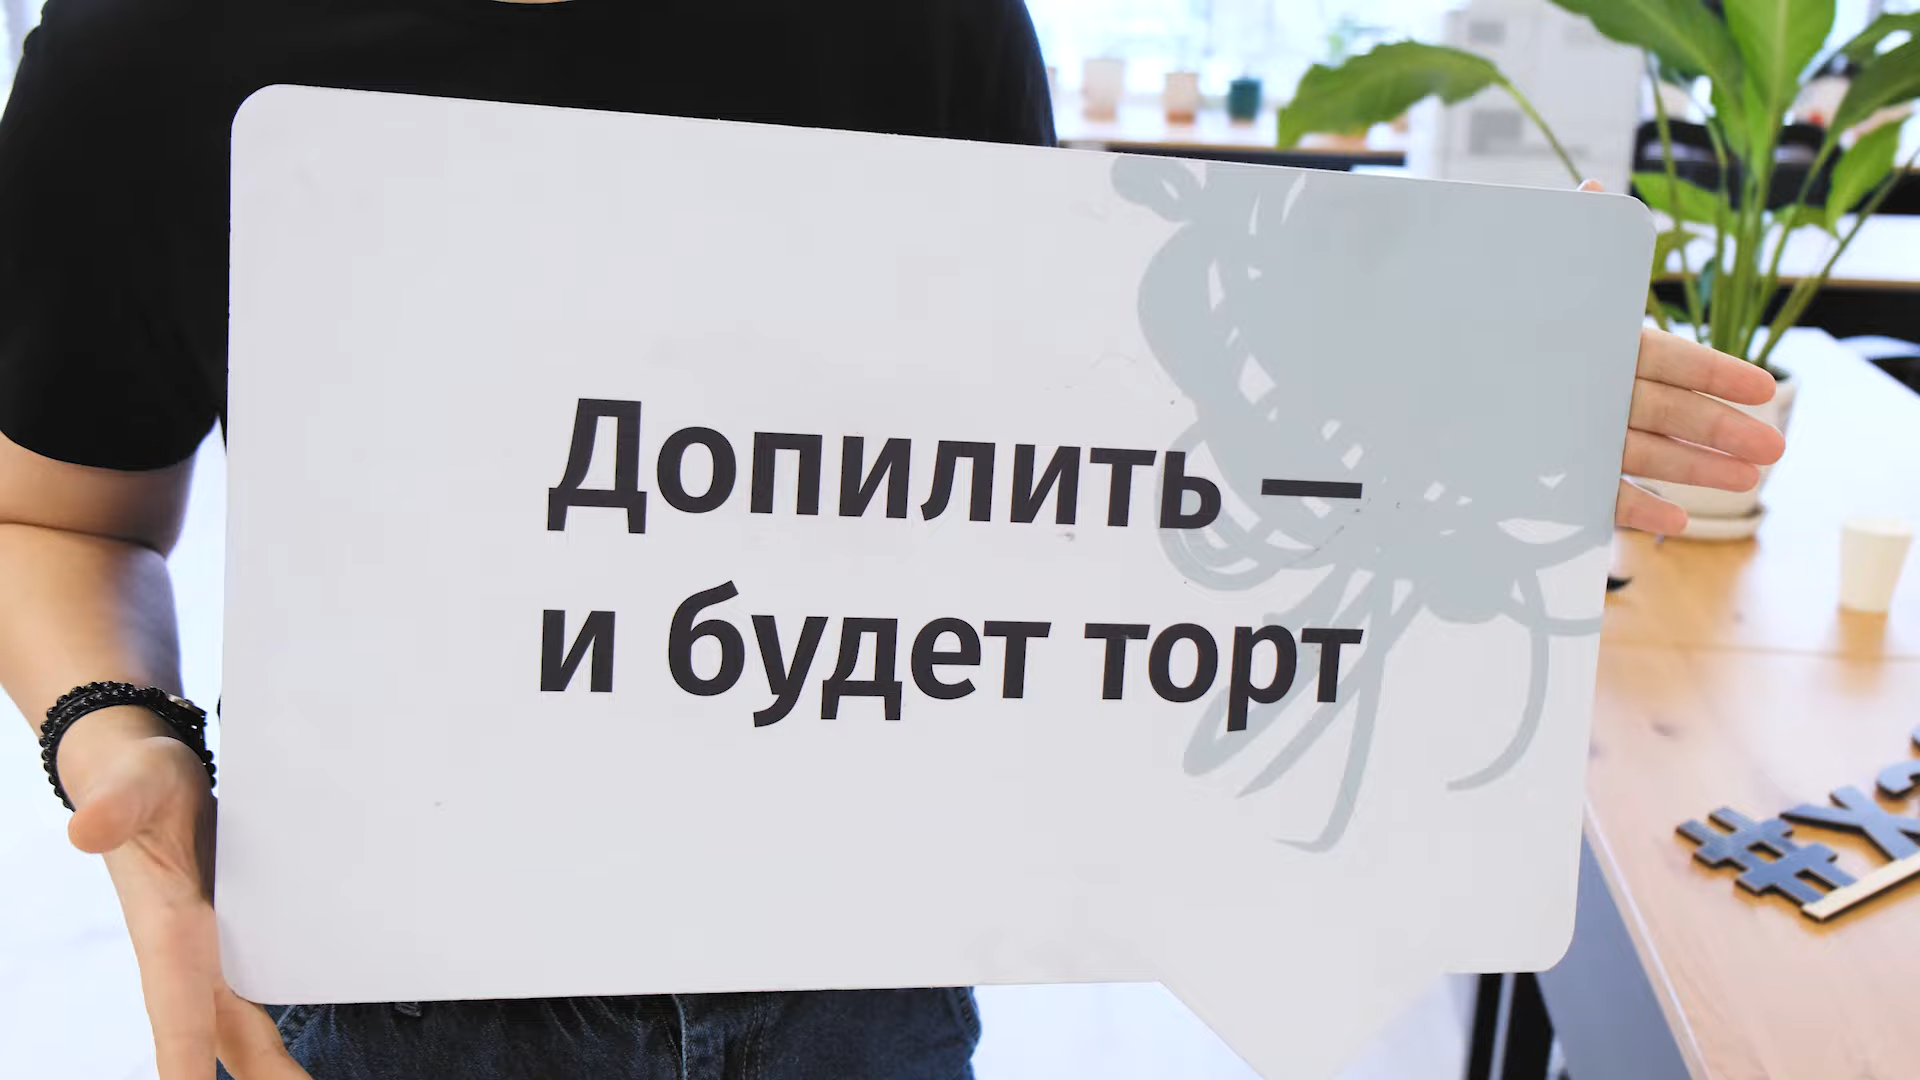 Допилить —
и будет торт
#Ж